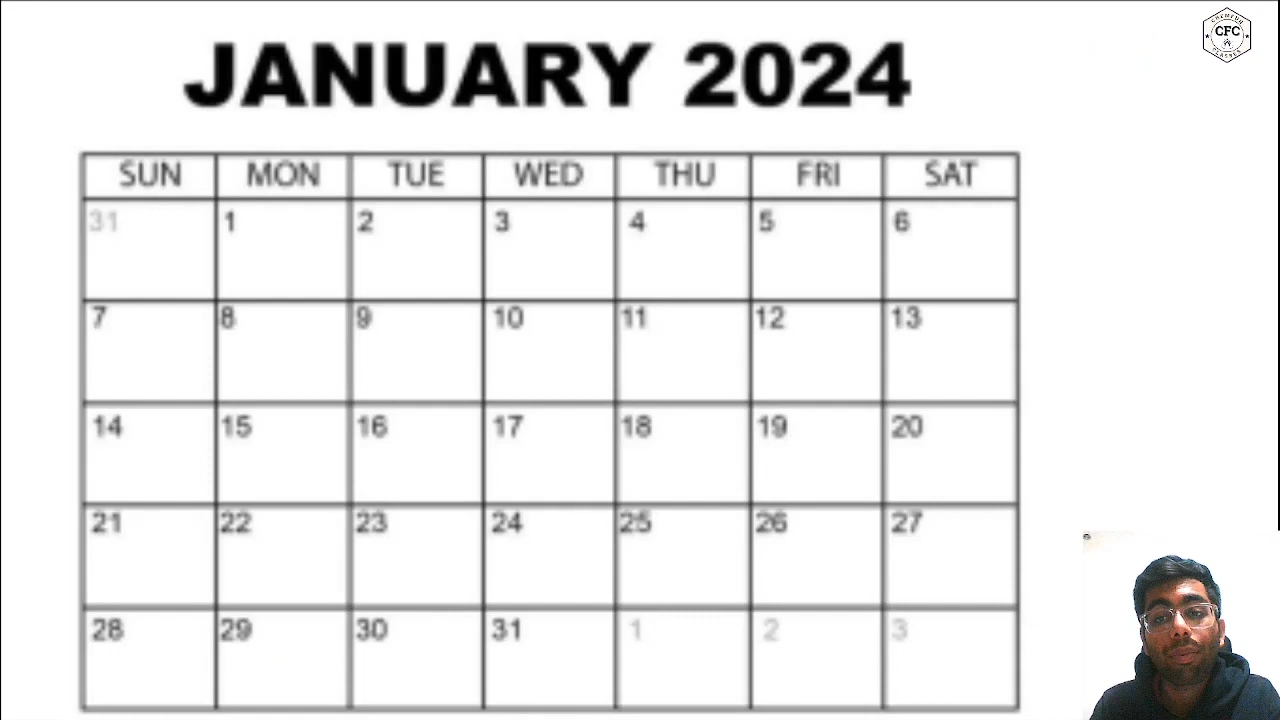 JANUARY 2024
CFC
SUN MON TUE WED THU FRI SAT
31 1 2 3 4 5 6
7 8 9 10 11 12 13
14 15 16 17 18 19 20
21 22 23 24 25 26 27
28 29 30 31 1 2 3